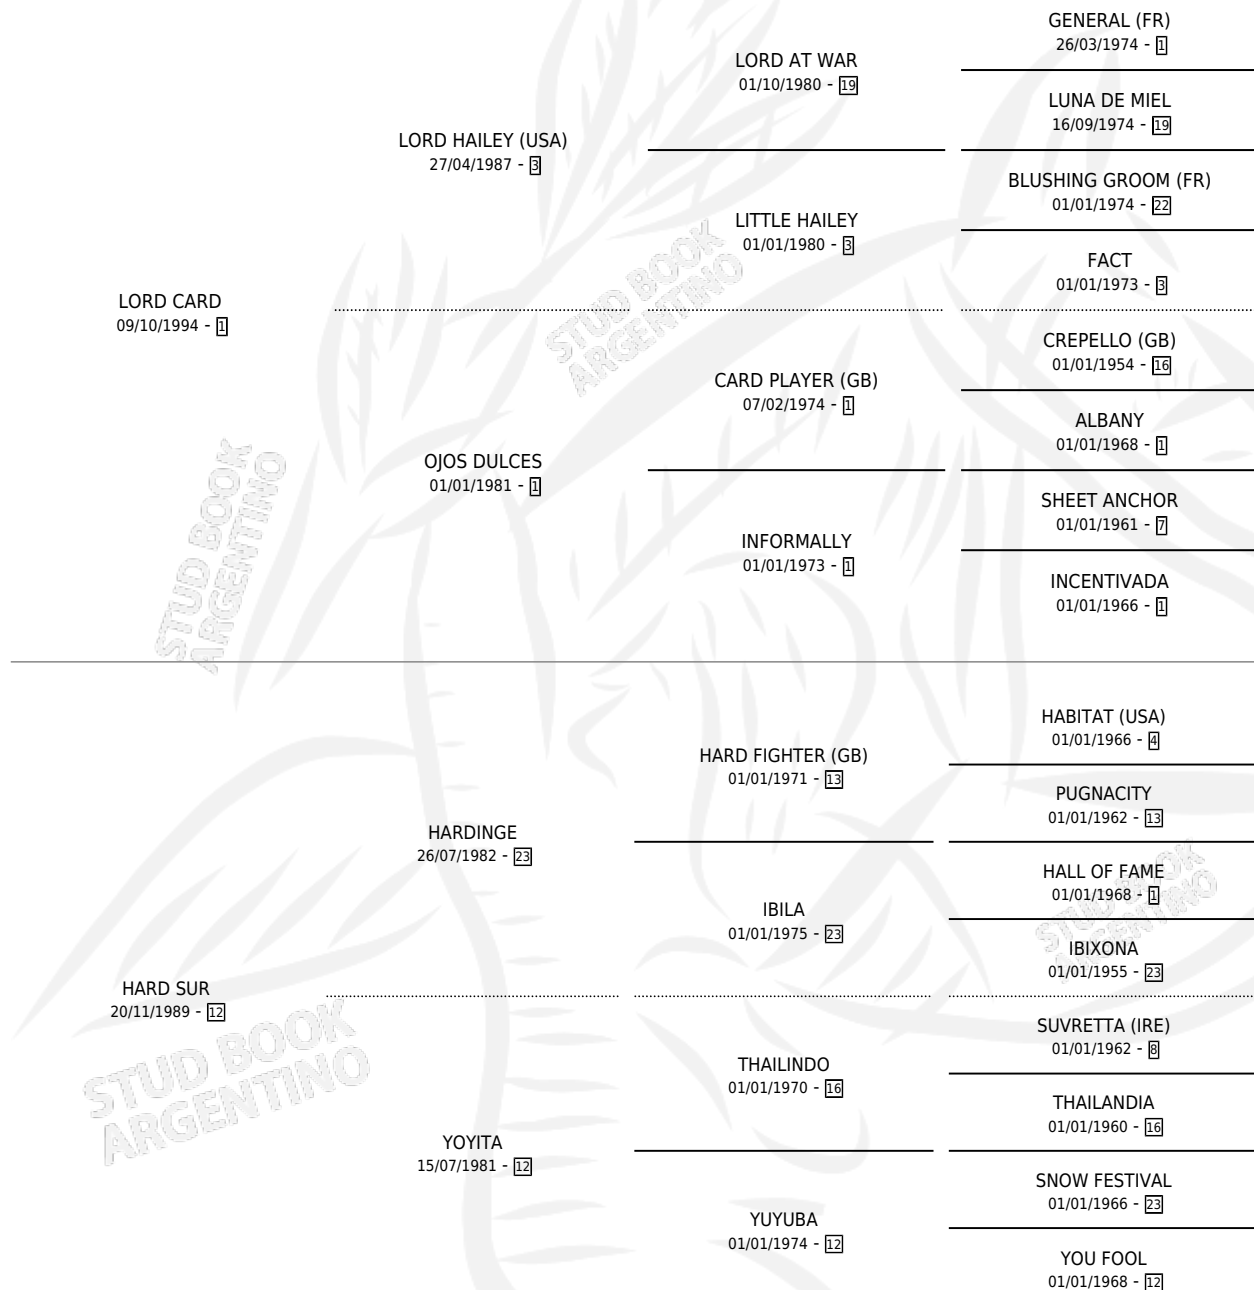 GENERAL (FR)
26/03/1974 - 1
LORD AT WAR
01/10/1980 - 19
LUNA DE MIEL
16/09/1974 - 19
LORD HAILEY (USA)
27/04/1987 - 3
BLUSHING GROOM (FR)
01/01/1974 - 22
LITTLE HAILEY
01/01/1980 - 3
FACT
01/01/1973 - 3
LORD CARD
09/10/1994 - 1
STUD BOOK
ARGENTINO
CREPELLO (GB)
01/01/1954 - 16
CARD PLAYER (GB)
07/02/1974 - 1
ALBANY
01/01/1968 - 1
OJOS DULCES
01/01/1981 - 1
SHEET ANCHOR
01/01/1961 - 7
INFORMALLY
01/01/1973 - 1
INCENTIVADA
01/01/1966 - 1
STUD BOOK
ARGENTINO
HABITAT (USA)
01/01/1966 - 4
HARD FIGHTER (GB)
01/01/1971 - 13
PUGNACITY
01/01/1962 - 13
HARDINGE
26/07/1982 - 23
HALL OF FAME
01/01/1968 - 1
IBILA
01/01/1975 - 23
STUD BOOK
ARGENTINO
IBIXONA
01/01/1955 - 23
HARD SUR
20/11/1989 - 12
SUVRETTA (IRE)
01/01/1962 - 8
THAILINDO
01/01/1970 - 16
STUD BOOK
ARGENTINO
THAILANDIA
01/01/1960 - 16
YOYITA
15/07/1981 - 12
SNOW FESTIVAL
01/01/1966 - 23
YUYUBA
01/01/1974 - 12
YOU FOOL
01/01/1968 - 12